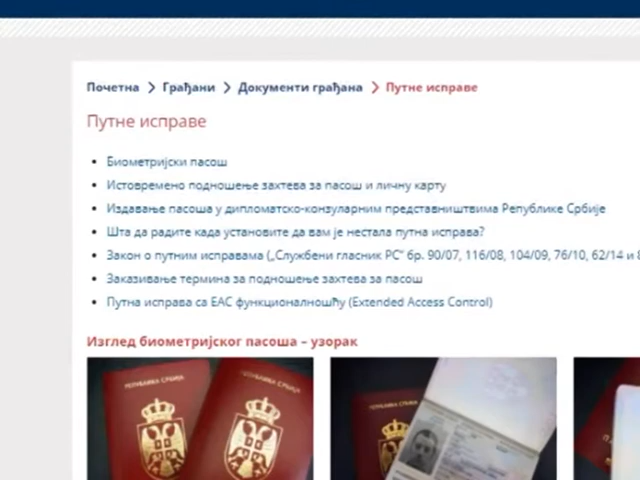 Почетна > Грађани > Документи грађана > Путне исправе
Путне исправе
• Биометријски пасош
• Истовремено подношење захтева за пасош и личну карту
• Издавање пасоша у дипломатско-конзуларним представништвима Републике Србије
• Шта да радите када установите да вам је нестала путна исправа?
• Закон о путним исправама („Службени гласник РС“ бр. 90/07, 116/08, 104/09, 76/10, 62/14 и
• Заказивање термина за подношење захтева за пасош
• Путна исправа са ЕАС функционалношћу (Extended Access Control)
Изглед биометријског пасоша – узорак
РЕПУБЛИКА СРБИЈА
РЕПУБЛИКА СРБИЈА
РЕПУБЛИКА СРБИЈА